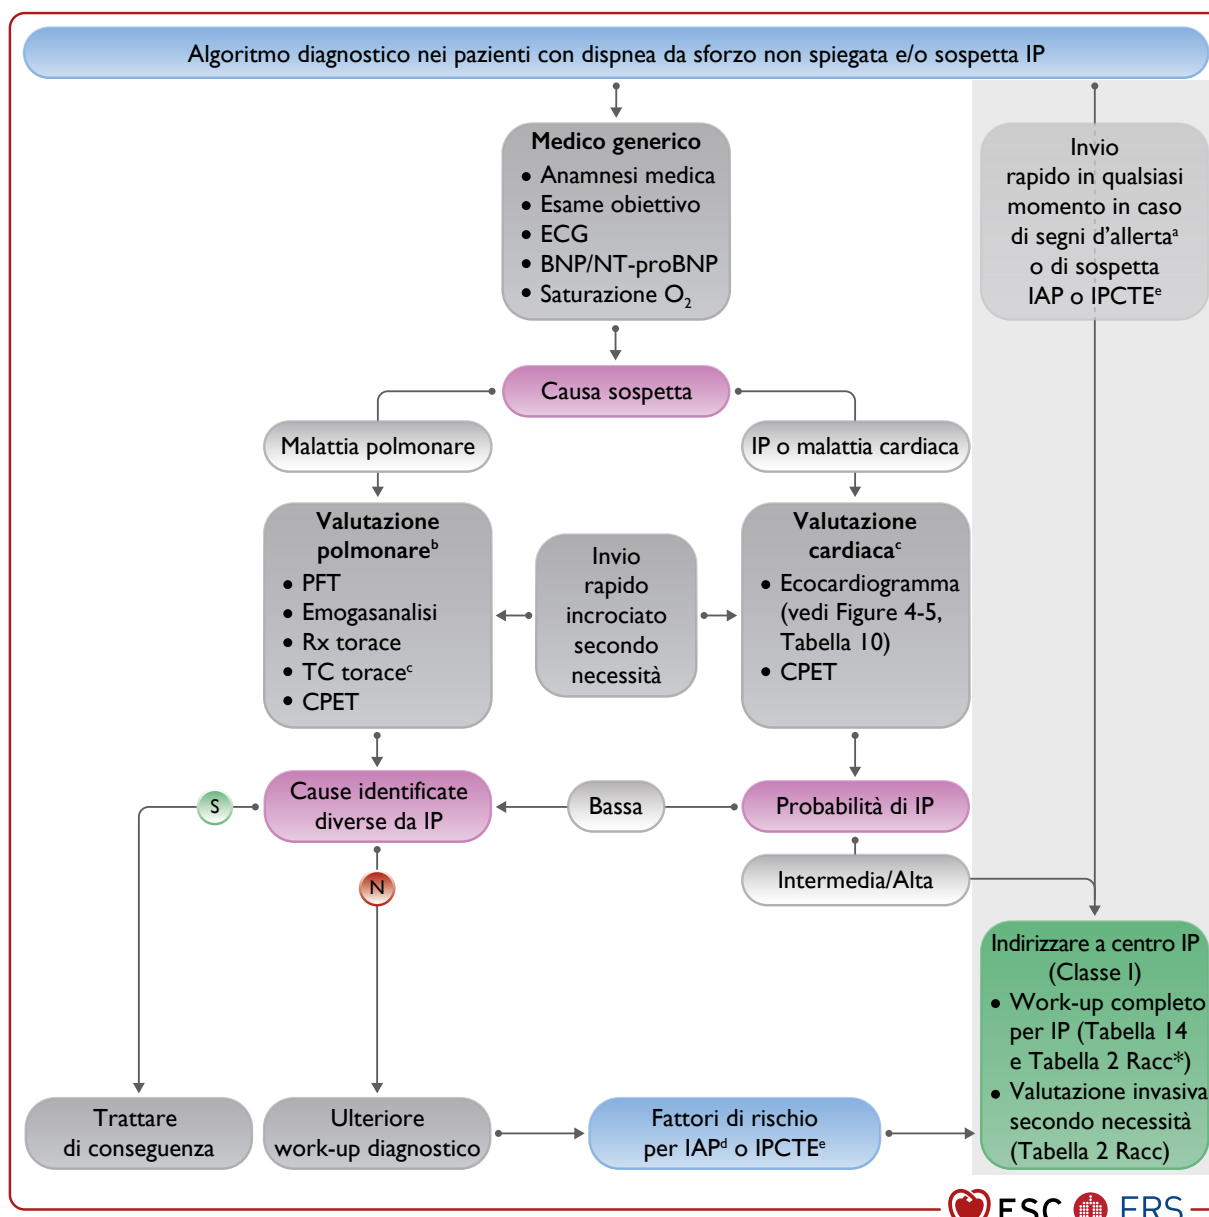 Algoritmo diagnostico nei pazienti con dispnea da sforzo non spiegata e/o sospetta IP
Medico generico
• Anamnesi medica
• Esame obiettivo
• ECG
• BNP/NT-proBNP
• Saturazione O₂
Invio
rapido in qualsiasi
momento in caso
di segni d’allertaᵃ
o di sospetta
IAP o IPCTEᵉ
Causa sospetta
Malattia polmonare
IP o malattia cardiaca
Valutazione
polmonareᵇ
• PFT
• Emogasanalisi
• Rx torace
• TC toraceᶜ
• CPET
Invio
rapido
incrociato
secondo
necessità
Valutazione
cardiacaᶜ
• Ecocardiogramma
(vedi Figure 4-5,
Tabella 10)
• CPET
S
Cause identificate
diverse da IP
Bassa
Probabilità di IP
N
Intermedia/Alta
Indirizzare a centro IP
(Classe I)
• Work-up completo
per IP (Tabella 14
e Tabella 2 Racc*)
• Valutazione invasiva
secondo necessità
(Tabella 2 Racc)
Trattare
di conseguenza
Ulteriore
work-up diagnostico
Fattori di rischio
per IAPᵈ o IPCTEᵉ
ESC ERS